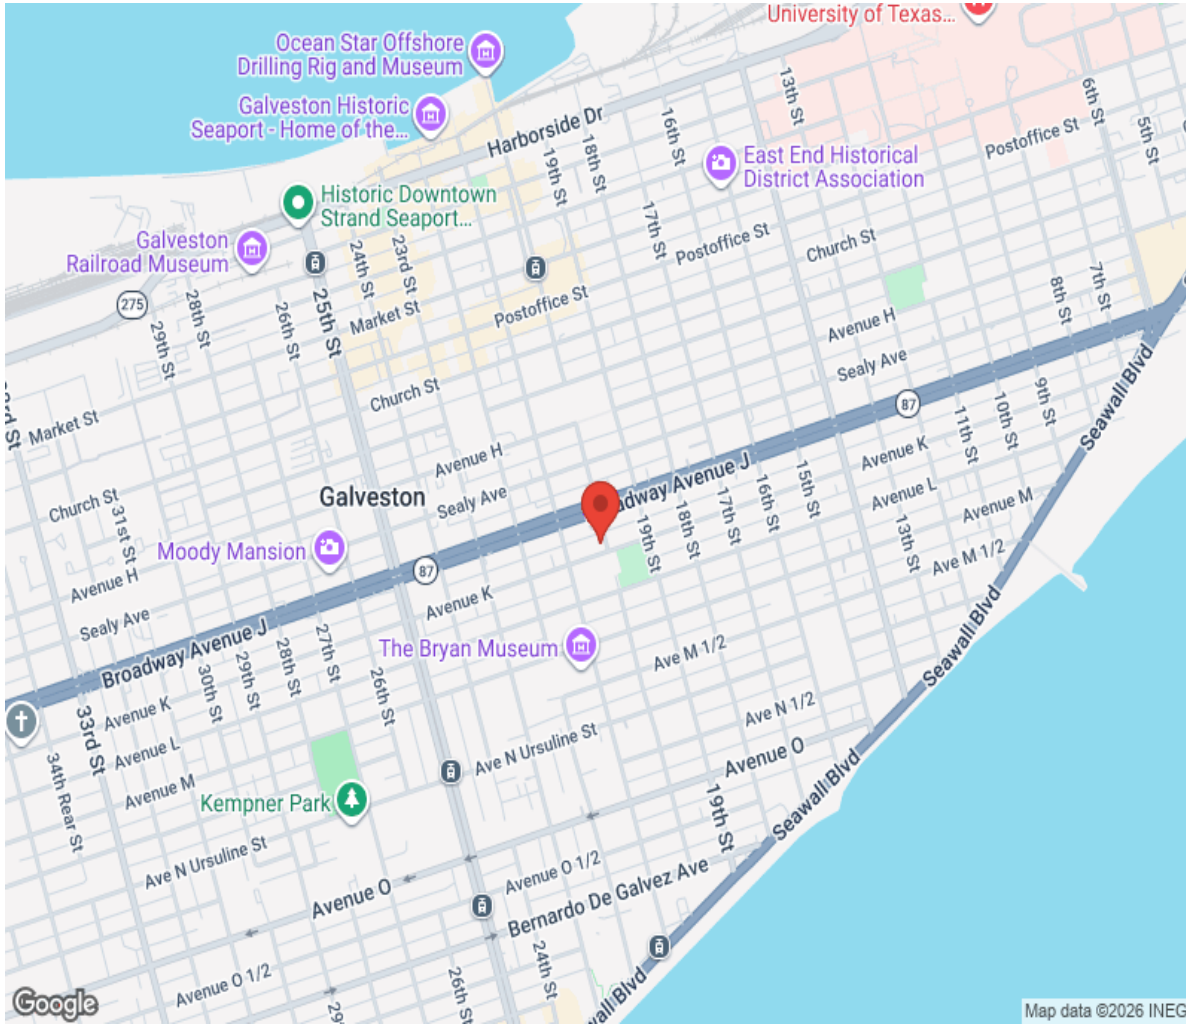 University of Texas...
Ocean Star Offshore
Drilling Rig and Museum
13th St
6th St
Galveston Historic
Seaport - Home of the...
Harborside Dr
16th St
5th St
Postoffice St
18th St
19th St
East End Historical
District Association
Historic Downtown
Strand Seaport...
17th St
Postoffice St
Church St
Galveston
Railroad Museum
24th St
23rd St
275
28th St
26th St
25th St
29th St
Market St
Postoffice St
7th St
8th St
Avenue H
Sealy Ave
Seawall Blvd
87
9th St
10th St
11th St
Church St
Market St
Avenue H
Avenue K
Broadway Avenue J
15th St
16th St
17th St
18th St
19th St
Avenue L
Avenue M
Galveston
Sealy Ave
Church St
31st St
13th St
Ave M 1/2
Moody Mansion
87
Avenue H
Avenue K
Sealy Ave
Broadway Avenue J
27th St
28th St
29th St
30th St
26th St
The Bryan Museum
Ave M 1/2
Seawall Blvd
33rd St
Avenue K
Ave N 1/2
Avenue L
Ave N Ursuline St
Avenue O
34th Rear St
Avenue M
Kempner Park
19th St
Seawall Blvd
Ave N Ursuline St
Avenue O 1/2
Avenue O
Bernardo De Galvez Ave
24th St
26th St
Avenue O 1/2
Google
Map data ©2026 INEG